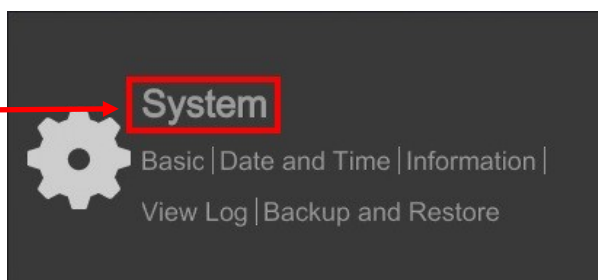 System
Basic | Date and Time | Information |
View Log | Backup and Restore